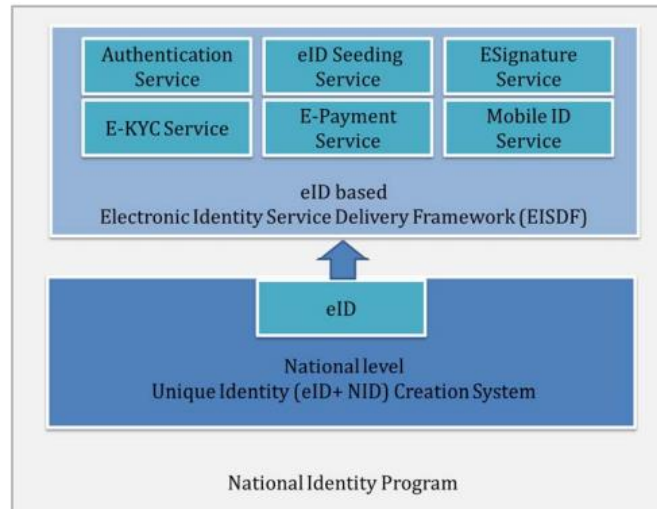 Authentication
Service
eID Seeding
Service
ESignature
Service
E-KYC Service
E-Payment
Service
Mobile ID
Service
eID based
Electronic Identity Service Delivery Framework (EISDF)
eID
National level
Unique Identity (eID+ NID) Creation System
National Identity Program